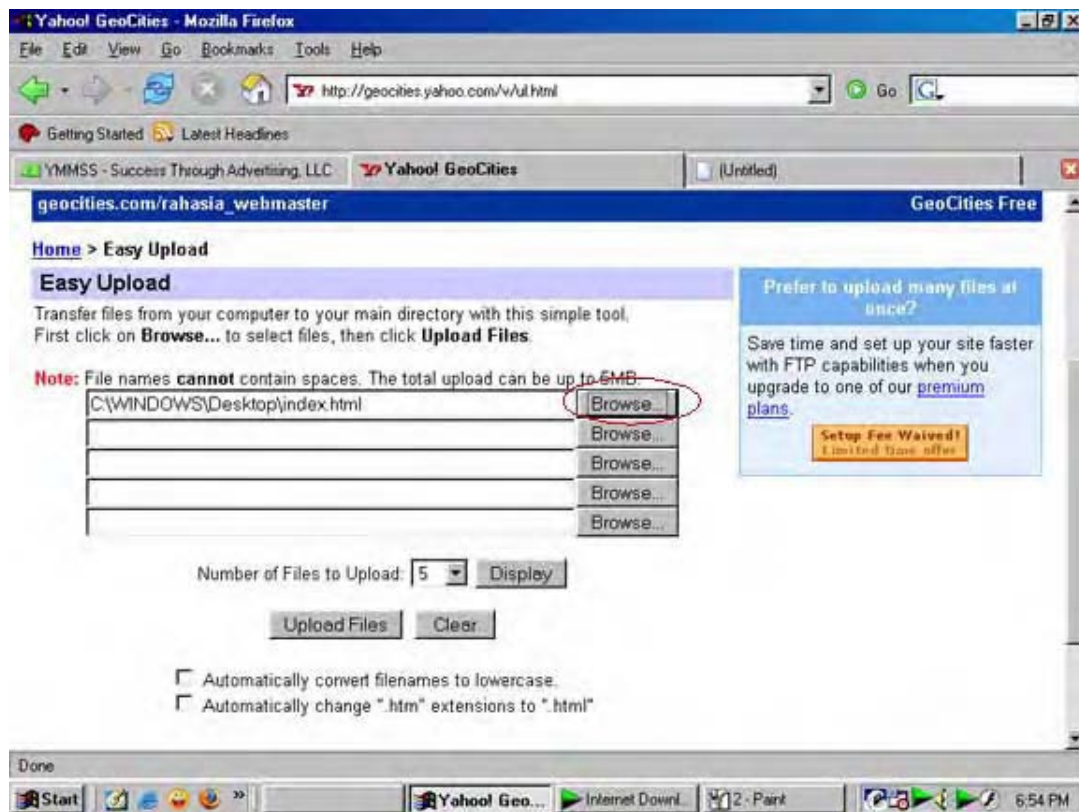 Yahoo! GeoCities - Mozilla Firefox
File Edit View Go Bookmarks Tools Help
http://geocities.yahoo.com/v/ul.html Go
Getting Started Latest Headlines
YMMSS - Success Through Advertising, LLC Yahoo! GeoCities (Untitled)
geocities.com/rahasia_webmaster GeoCities Free
Home > Easy Upload
Easy Upload
Transfer files from your computer to your main directory with this simple tool.
First click on Browse... to select files, then click Upload Files.
Note: File names cannot contain spaces. The total upload can be up to 5MB.
C:\WINDOWS\Desktop\index.html Browse...
Browse...
Browse...
Browse...
Browse...
Number of Files to Upload: 5 Display
Upload Files Clear
Automatically convert filenames to lowercase.
Automatically change ".htm" extensions to ".html"
Prefer to upload many files at
once?
Save time and set up your site faster
with FTP capabilities when you
upgrade to one of our premium
plans.
Setup Fee Waived!
Limited time offer
Done
Start » Yahoo! Geo... Internet Downl... 2 - Paint 6:54 PM